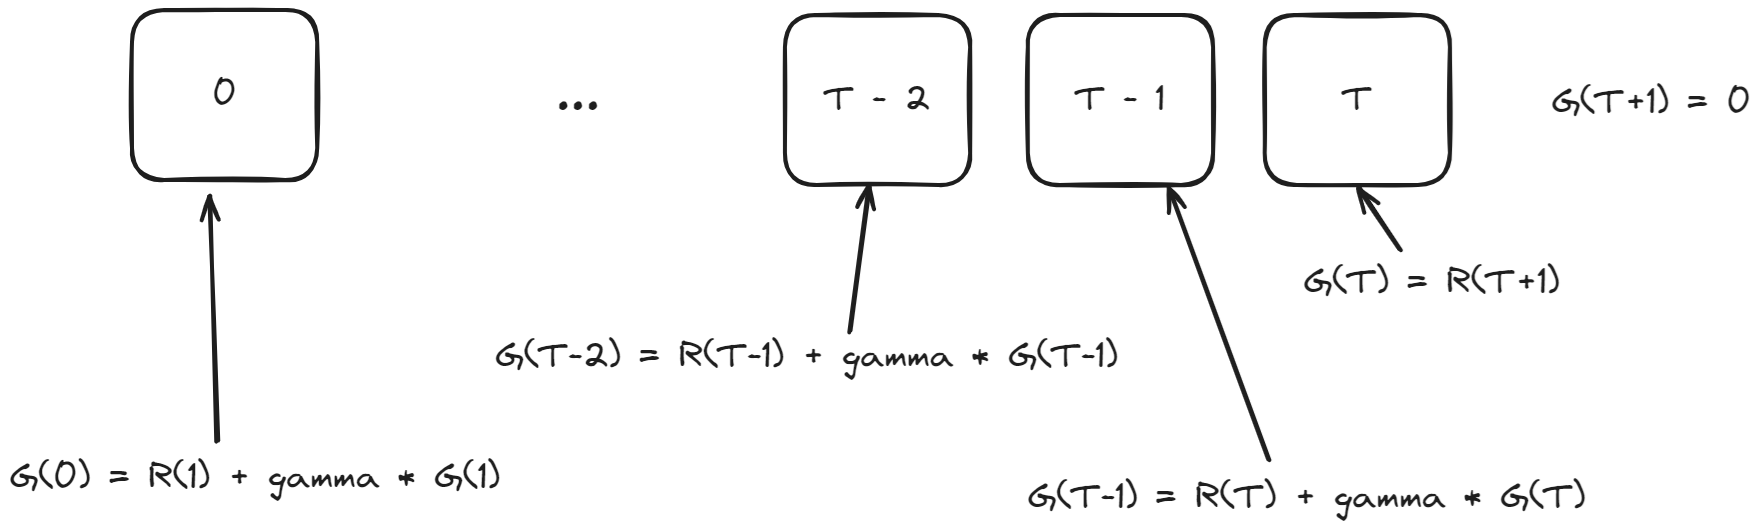 0
...
T - 2
T - 1
T
G(T+1) = 0
G(T) = R(T+1)
G(T-2) = R(T-1) + gamma * G(T-1)
G(0) = R(1) + gamma * G(1)
G(T-1) = R(T) + gamma * G(T)